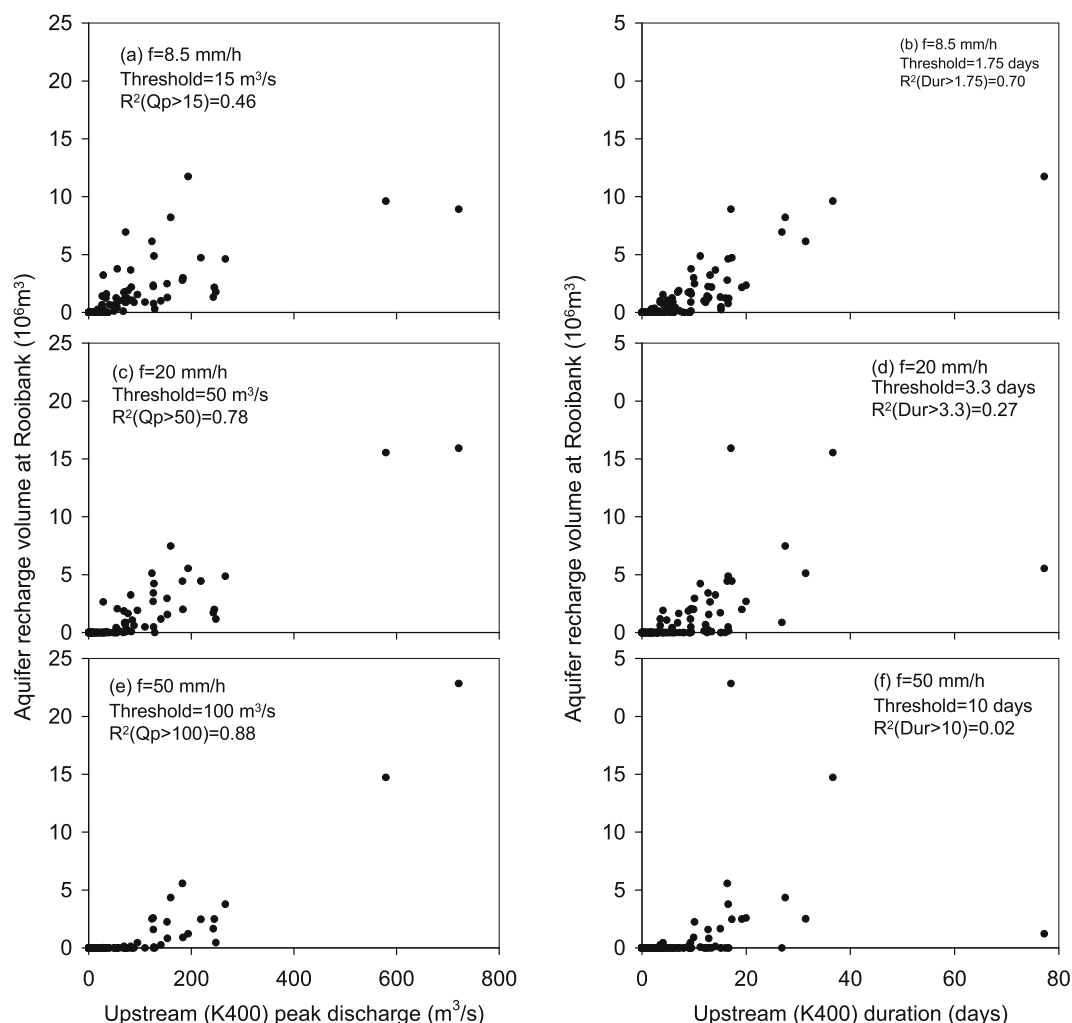 25
(a) f=8.5 mm/h
Threshold=15 m³/s
R²(Qp>15)=0.46
20
15
10
5
0
5
(b) f=8.5 mm/h
Threshold=1.75 days
R²(Dur>1.75)=0.70
0
15
10
5
0
25
(c) f=20 mm/h
Threshold=50 m³/s
R²(Qp>50)=0.78
20
15
10
5
0
5
(d) f=20 mm/h
Threshold=3.3 days
R²(Dur>3.3)=0.27
0
15
10
5
0
25
(e) f=50 mm/h
Threshold=100 m³/s
R²(Qp>100)=0.88
20
15
10
5
0
0 200 400 600 800
5
(f) f=50 mm/h
Threshold=10 days
R²(Dur>10)=0.02
0
15
10
5
0
0 20 40 60 80
Aquifer recharge volume at Rooibank (10⁶m³)
Aquifer recharge volume at Rooibank (10⁶m³)
Upstream (K400) peak discharge (m³/s)
Upstream (K400) duration (days)